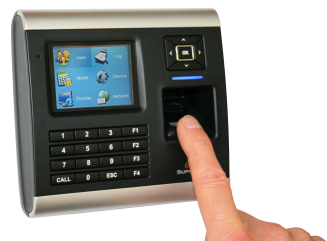 User Log
Mode Device
Display Network
OK
1 2 3 F1
4 5 6 F2
7 8 9 F3
CALL 0 ESC F4